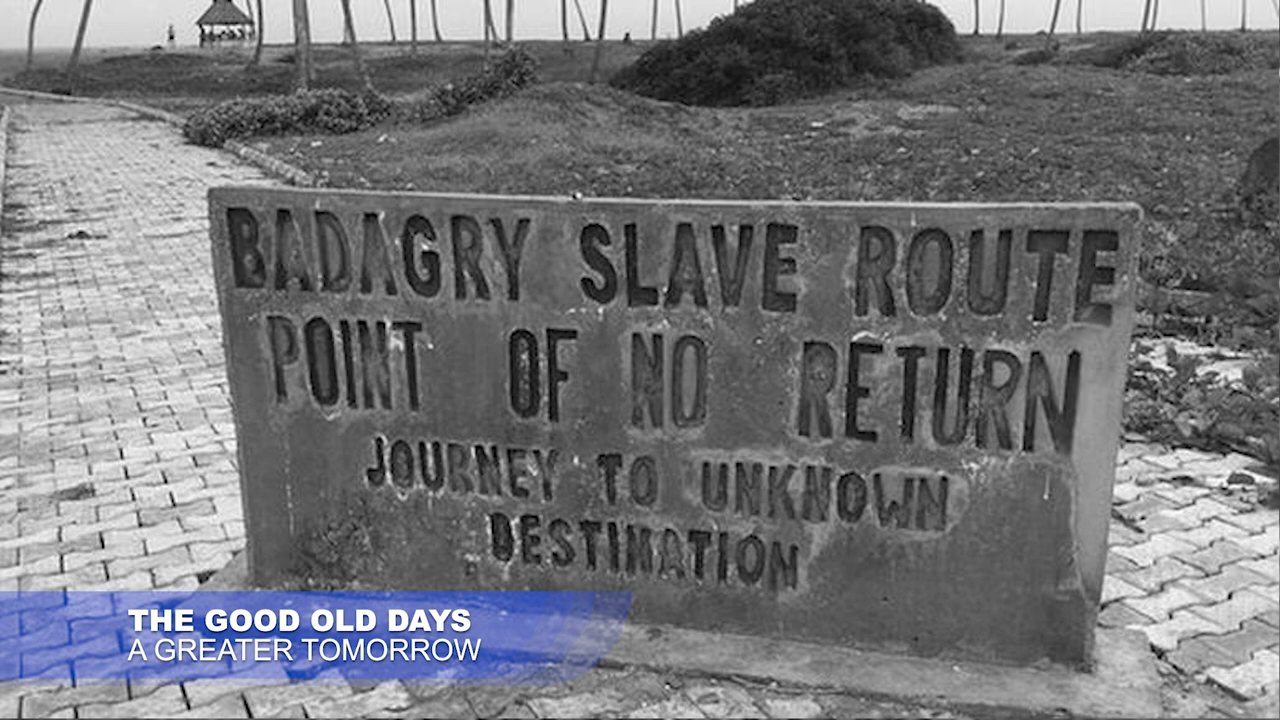 BADAGRY SLAVE ROUTE
POINT OF NO RETURN
JOURNEY TO UNKNOWN
DESTINATION
THE GOOD OLD DAYS
A GREATER TOMORROW